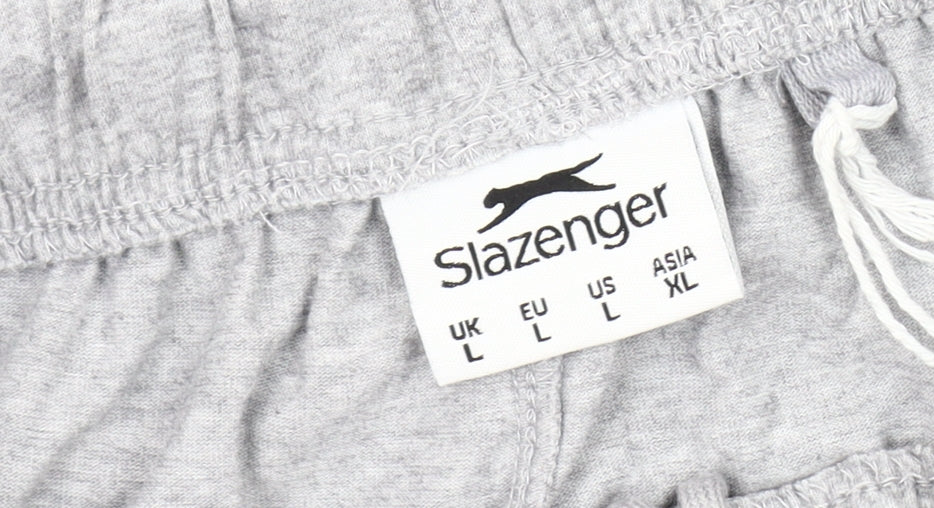 Slazenger
UK EU US ASIA
L L L XL